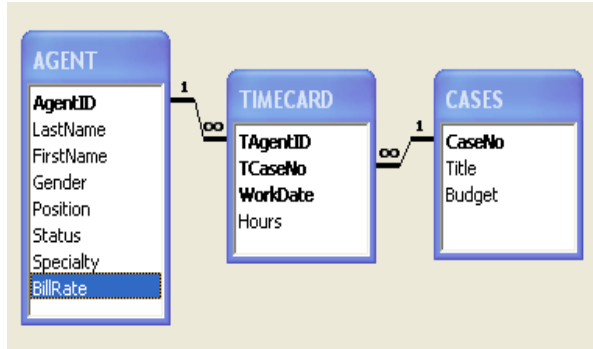 AGENT
AgentID
LastName
FirstName
Gender
Position
Status
Specialty
BillRate
1
∞
TIMECARD
TAgentID
TCaseNo
WorkDate
Hours
∞
1
CASES
CaseNo
Title
Budget